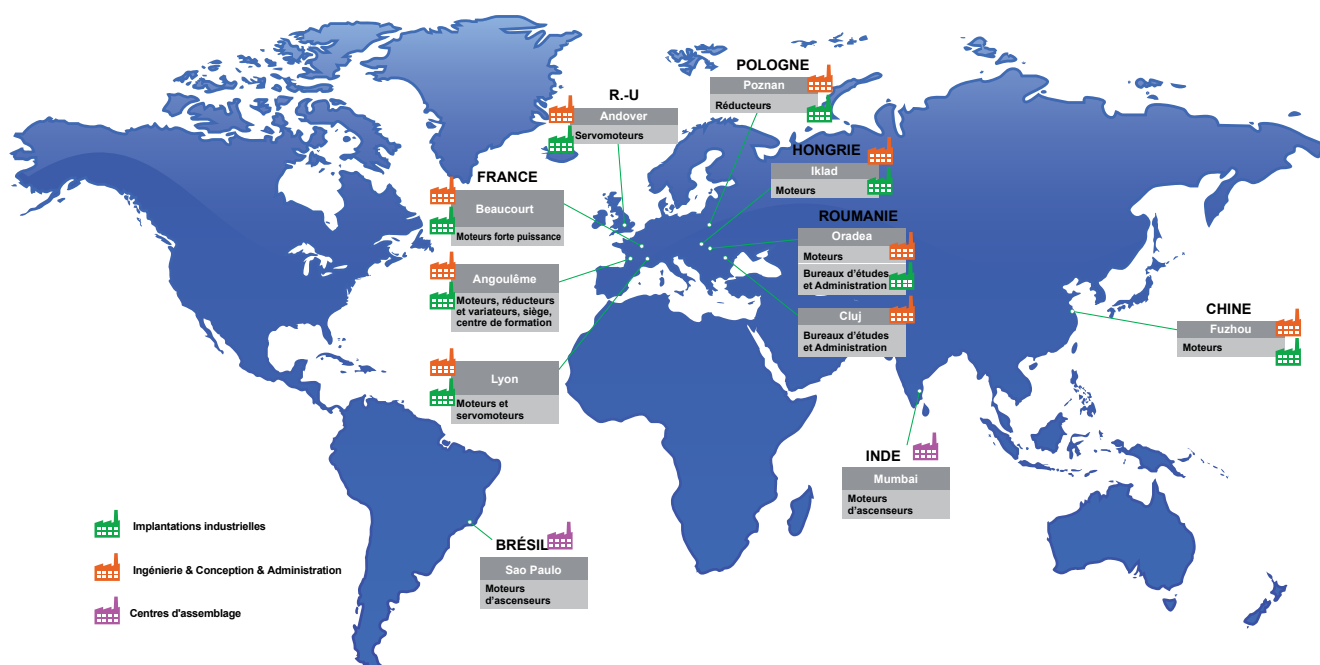 POLOGNE
Poznan
Réducteurs
R.-U
Andover
Servomoteurs
HONGRIE
Iklad
Moteurs
FRANCE
Beaucourt
Moteurs forte puissance
Angoulême
Moteurs, réducteurs
et variateurs, siège,
centre de formation
Lyon
Moteurs et
servomoteurs
ROUMANIE
Oradea
Moteurs
Bureaux d'études
et Administration
Cluj
Bureaux d'études
et Administration
CHINE
Fuzhou
Moteurs
INDE
Mumbai
Moteurs
d'ascenseurs
BRÉSIL
Sao Paulo
Moteurs
d'ascenseurs
Implantations industrielles
Ingénierie & Conception & Administration
Centres d'assemblage